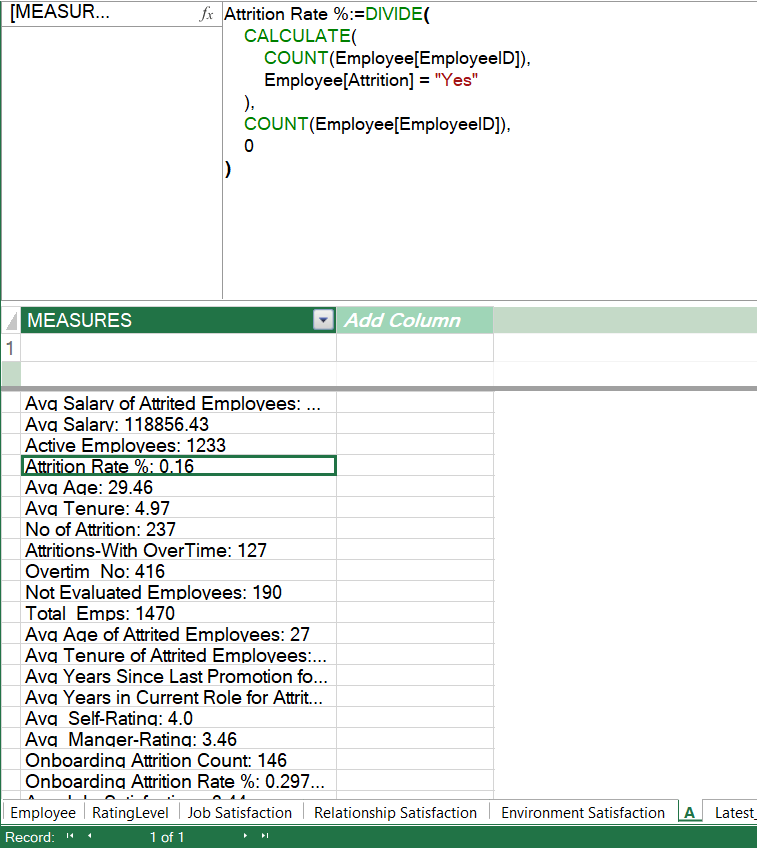 [MEASUR... fx Attrition Rate %:=DIVIDE(
CALCULATE(
COUNT(Employee[EmployeeID]),
Employee[Attrition] = "Yes"
),
COUNT(Employee[EmployeeID]),
0
)
MEASURES Add Column
1
Avg Salary of Attrited Employees: ...
Avg Salary: 118856.43
Active Employees: 1233
Attrition Rate %: 0.16
Avg Age: 29.46
Avg Tenure: 4.97
No of Attrition: 237
Attritions-With OverTime: 127
Overtim_No: 416
Not Evaluated Employees: 190
Total_Emps: 1470
Avg Age of Attrited Employees: 27
Avg Tenure of Attrited Employees:...
Avg Years Since Last Promotion fo...
Avg Years in Current Role for Attrit...
Avg_Self-Rating: 4.0
Avg_Manger-Rating: 3.46
Onboarding Attrition Count: 146
Onboarding Attrition Rate %: 0.297...
Employee RatingLevel Job Satisfaction Relationship Satisfaction Environment Satisfaction A Latest_
Record: 1 of 1